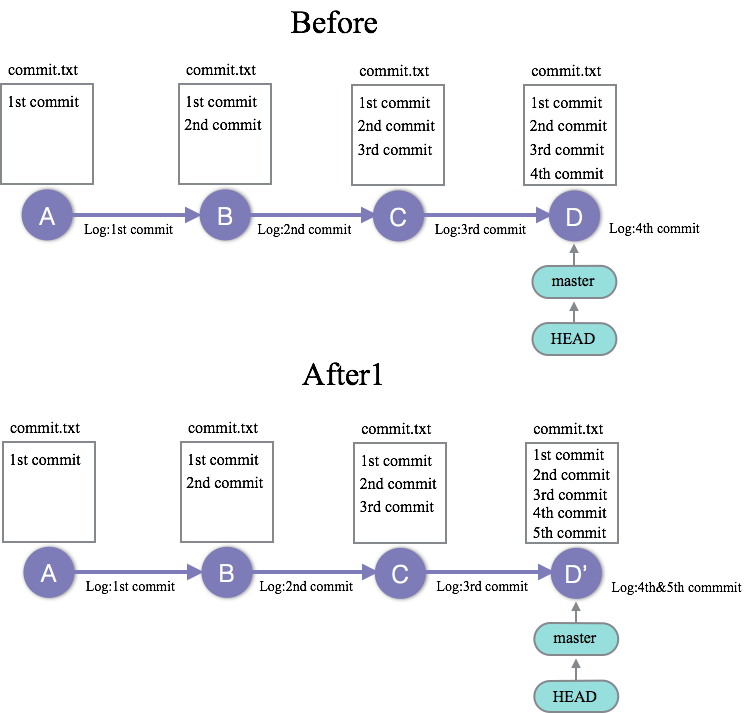 Before
commit.txt
commit.txt
commit.txt
commit.txt
1st commit
1st commit
2nd commit
1st commit
2nd commit
3rd commit
1st commit
2nd commit
3rd commit
4th commit
A
B
C
D
Log:1st commit
Log:2nd commit
Log:3rd commit
Log:4th commit
master
HEAD
After1
commit.txt
commit.txt
commit.txt
commit.txt
1st commit
1st commit
2nd commit
1st commit
2nd commit
3rd commit
1st commit
2nd commit
3rd commit
4th commit
5th commit
A
B
C
D'
Log:1st commit
Log:2nd commit
Log:3rd commit
Log:4th&5th commmit
master
HEAD